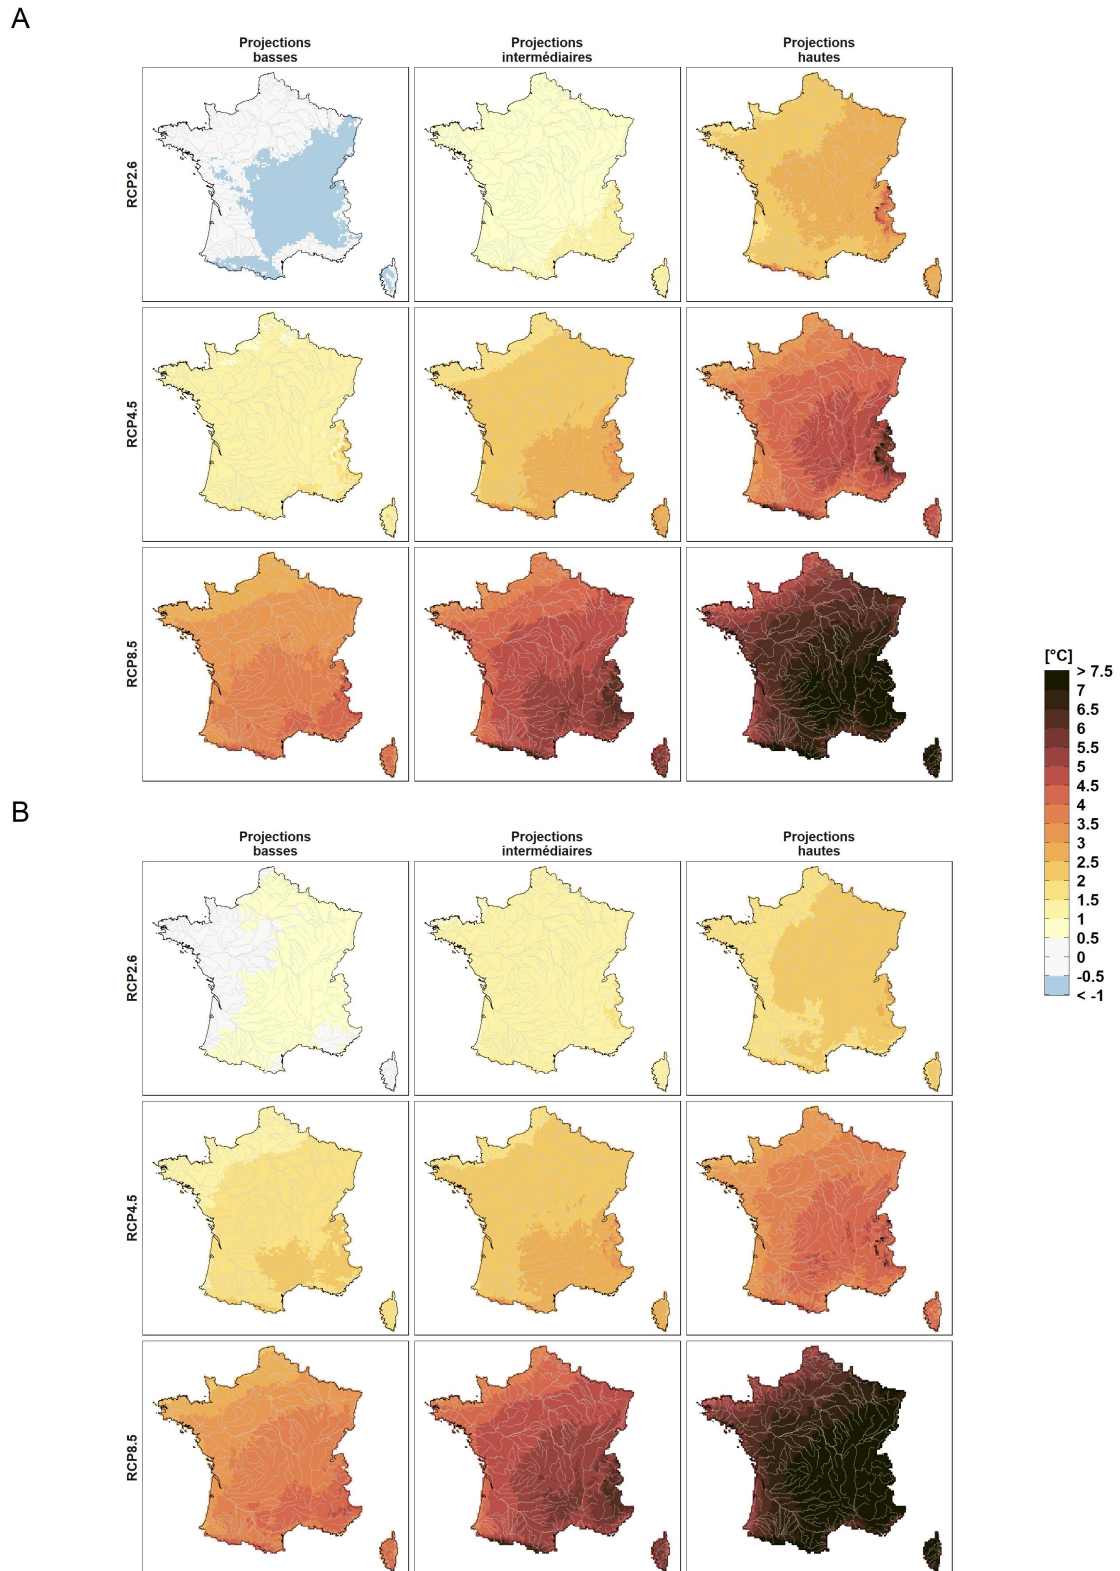 A
Projections
basses
Projections
intermédiaires
Projections
hautes
RCP2.6
RCP4.5
RCP8.5
[°C]
> 7.5
7
6.5
6
5.5
5
4.5
4
3.5
3
2.5
2
1.5
1
0.5
0
-0.5
< -1
B
Projections
basses
Projections
intermédiaires
Projections
hautes
RCP2.6
RCP4.5
RCP8.5